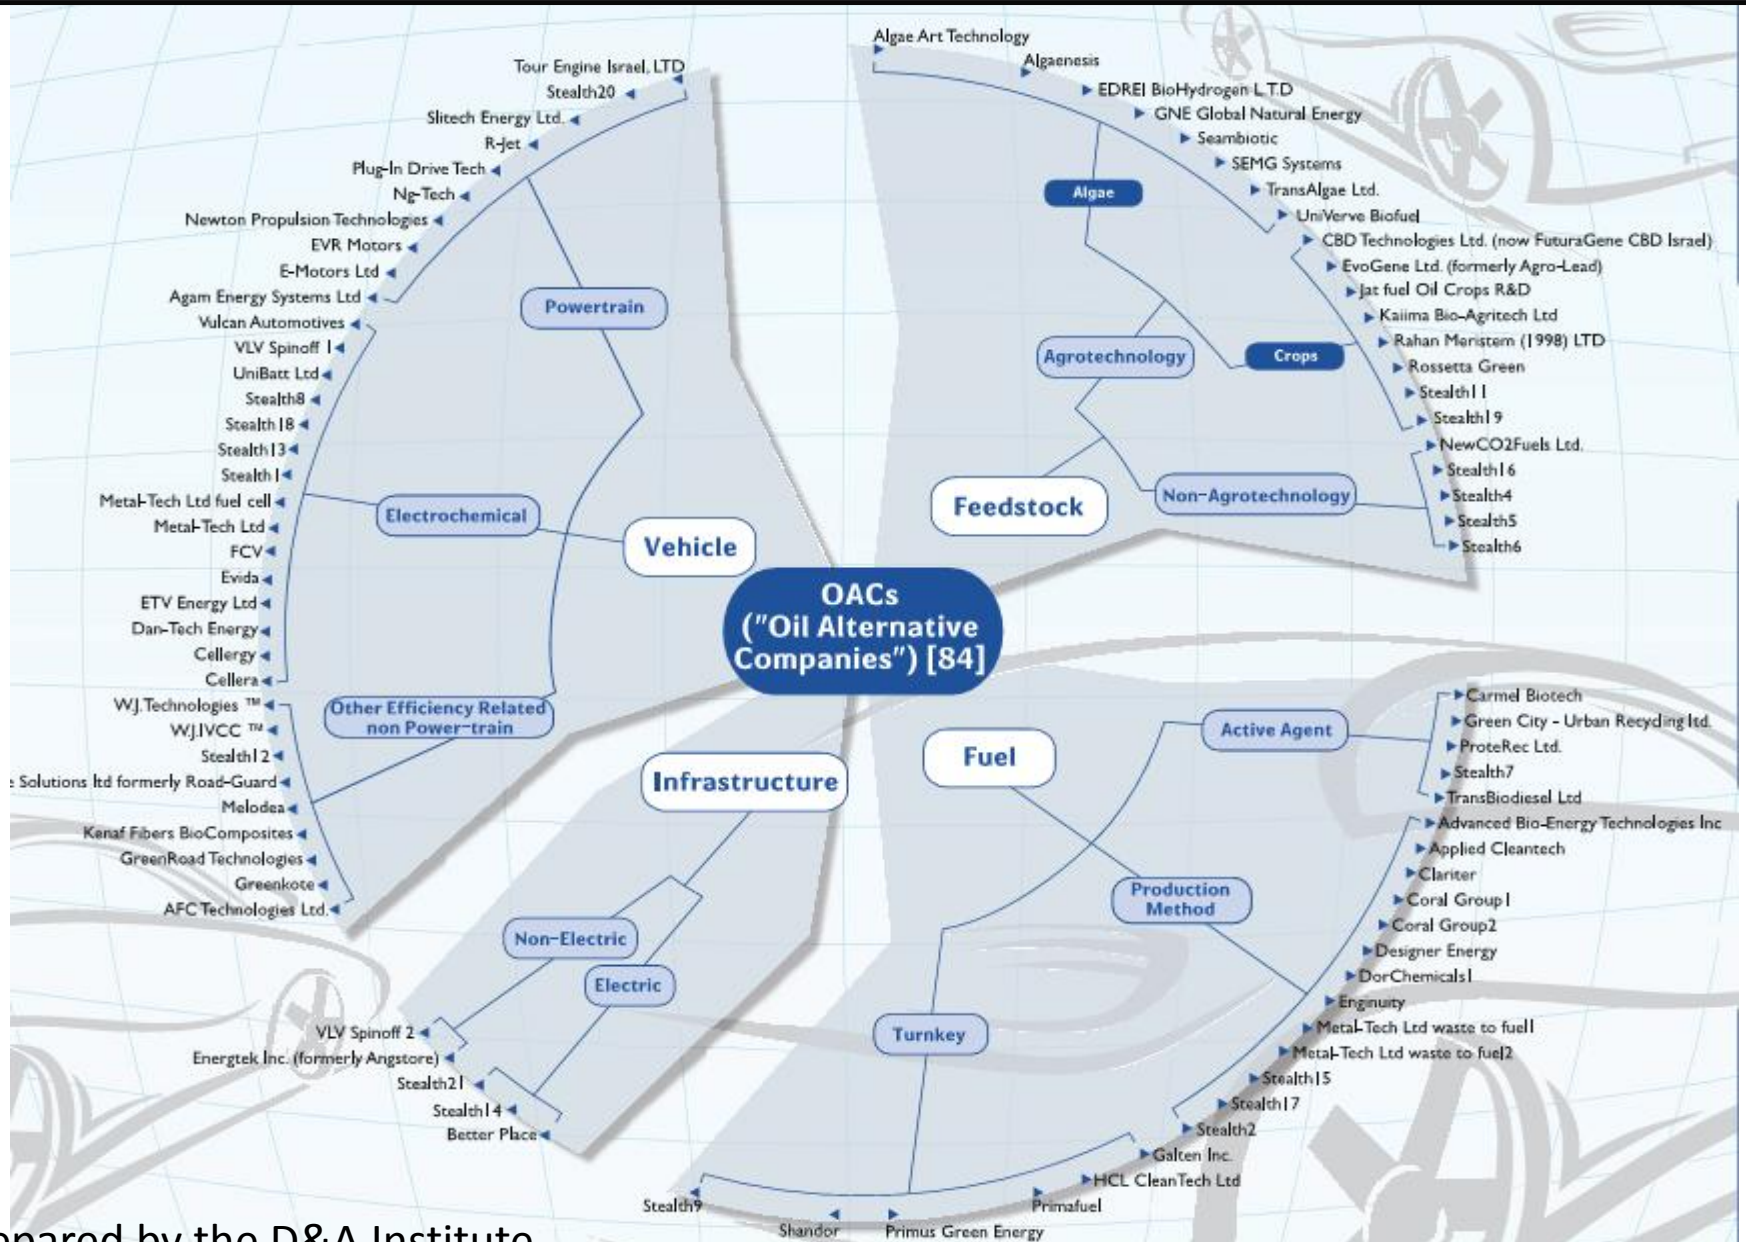 OACs
("Oil Alternative
Companies") [84]
Feedstock
Agrotechnology
Algae
Algae Art Technology
Algaenesis
EDREI BioHydrogen L.T.D
GNE Global Natural Energy
Seambiotic
SEMG Systems
TransAlgae Ltd.
UniVerve Biofuel
Crops
CBD Technologies Ltd. (now FuturaGene CBD Israel)
EvoGene Ltd. (formerly Agro-Lead)
Jat fuel Oil Crops R&D
Kaiima Bio-Agritech Ltd
Rahan Meristem (1998) LTD
Rossetta Green
Stealth11
Stealth19
Non-Agrotechnology
NewCO2Fuels Ltd.
Stealth16
Stealth4
Stealth5
Stealth6
Fuel
Active Agent
Carmel Biotech
Green City - Urban Recycling ltd.
ProteRec Ltd.
Stealth7
TransBiodiesel Ltd
Production
Method
Advanced Bio-Energy Technologies Inc
Applied Cleantech
Clariter
Coral Group1
Coral Group2
Designer Energy
DorChemicals1
Enginuity
Metal-Tech Ltd waste to fuel1
Metal-Tech Ltd waste to fuel2
Stealth15
Stealth17
Stealth2
Turnkey
Galten Inc.
HCL CleanTech Ltd
Primafuel
Primus Green Energy
Shandor
Stealth9
Infrastructure
Electric
Better Place
Stealth14
Stealth21
Non-Electric
Energtek Inc. (formerly Angstore)
VLV Spinoff 2
Vehicle
Other Efficiency Related
non Power-train
AFC Technologies Ltd.
Greenkote
GreenRoad Technologies
Kenaf Fibers BioComposites
Melodea
Solutions ltd formerly Road-Guard
Stealth12
W.J.IVCC ™
W.J.Technologies ™
Electrochemical
Cellera
Cellergy
Dan-Tech Energy
ETV Energy Ltd
Evida
FCV
Metal-Tech Ltd
Metal-Tech Ltd fuel cell
Stealth1
Stealth13
Stealth18
Stealth8
UniBatt Ltd
VLV Spinoff 1
Vulcan Automotives
Powertrain
Agam Energy Systems Ltd
E-Motors Ltd
EVR Motors
Newton Propulsion Technologies
Ng-Tech
Plug-In Drive Tech
R-Jet
Slitech Energy Ltd.
Stealth20
Tour Engine Israel, LTD
by the D&A Institute